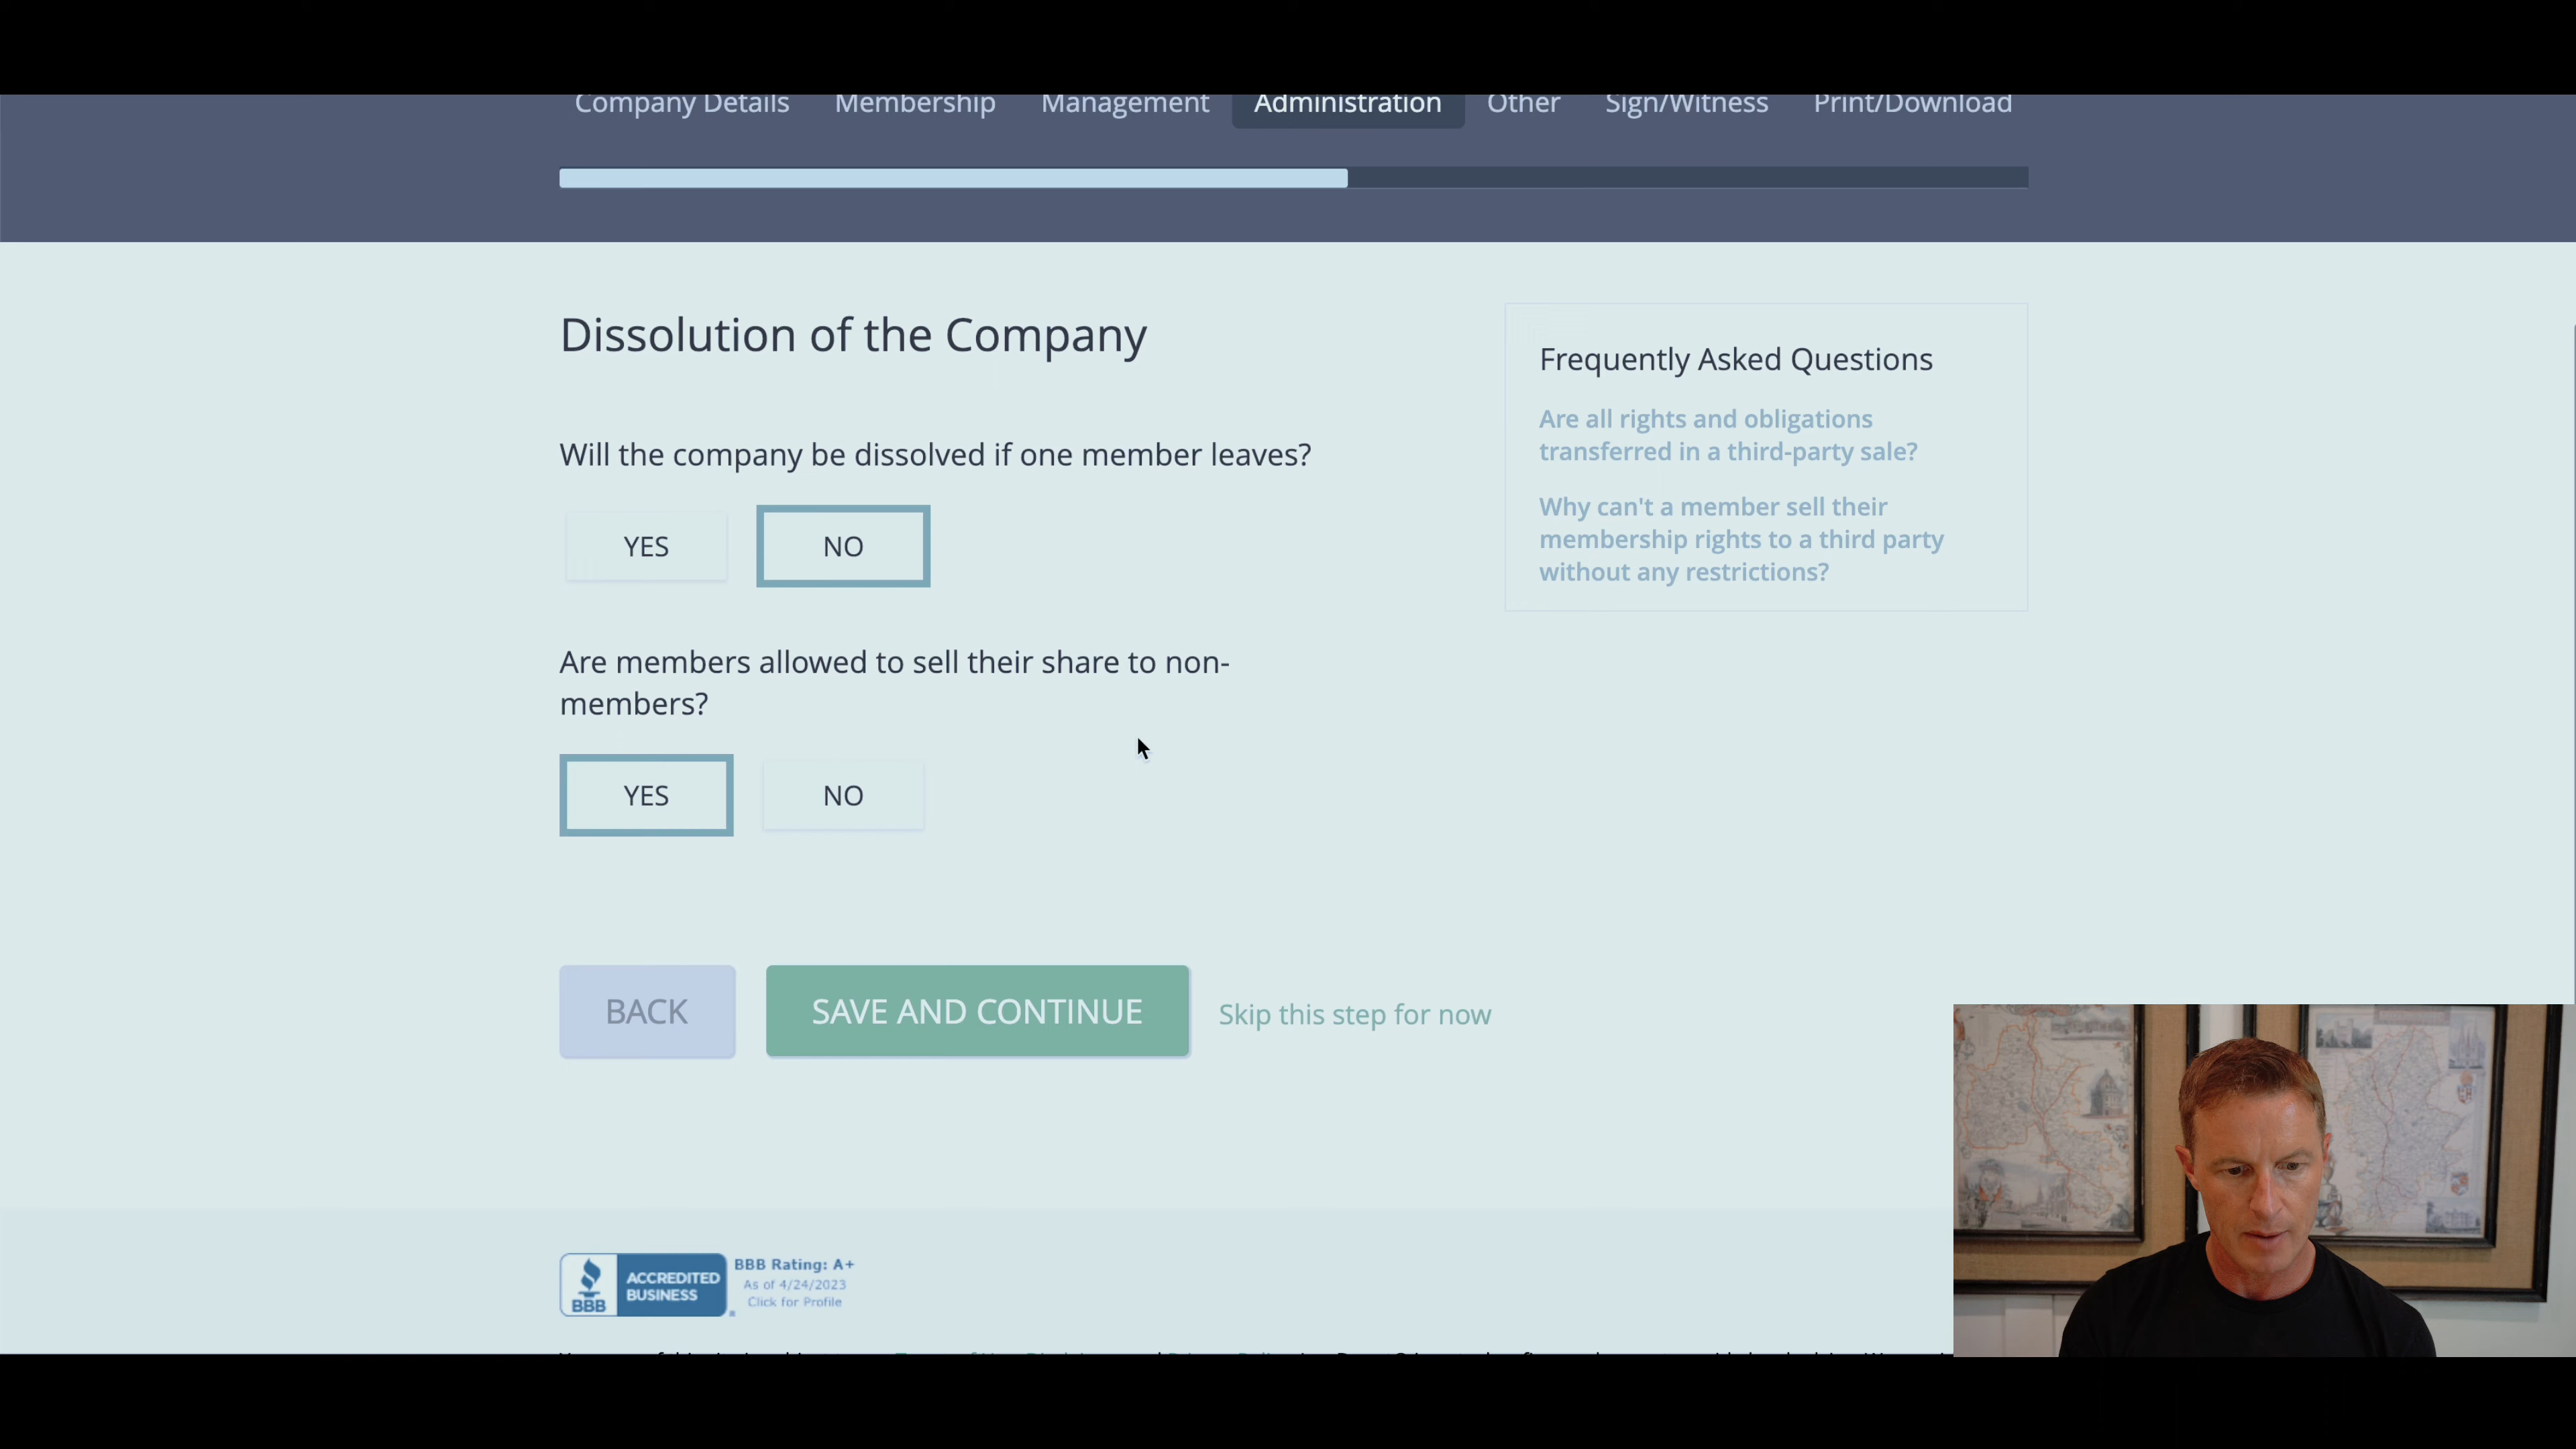 Company Details Membership Management Administration Other Sign/Witness Print/Download
Dissolution of the Company
Will the company be dissolved if one member leaves?
YES NO
Are members allowed to sell their share to non-
members?
YES NO
BACK SAVE AND CONTINUE Skip this step for now
Frequently Asked Questions
Are all rights and obligations
transferred in a third-party sale?
Why can't a member sell their
membership rights to a third party
without any restrictions?
BBB
ACCREDITED
BUSINESS
BBB Rating: A+
As of 4/24/2023
Click for Profile